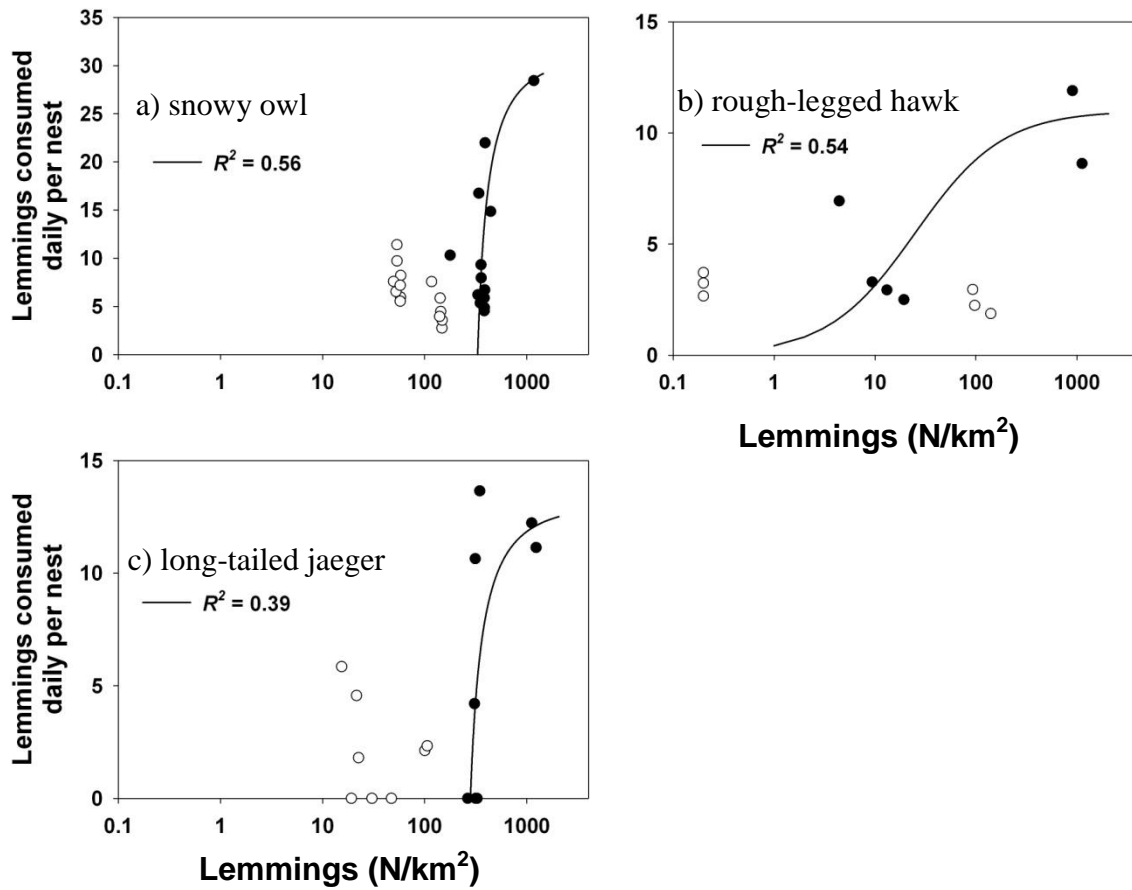 Lemmings consumed
daily per nest
35
30
25
20
15
10
5
0
a) snowy owl
R² = 0.56
0.1 1 10 100 1000
15
10
5
0
b) rough-legged hawk
R² = 0.54
0.1 1 10 100 1000
Lemmings (N/km²)
Lemmings consumed
daily per nest
15
10
5
0
c) long-tailed jaeger
R² = 0.39
0.1 1 10 100 1000
Lemmings (N/km²)